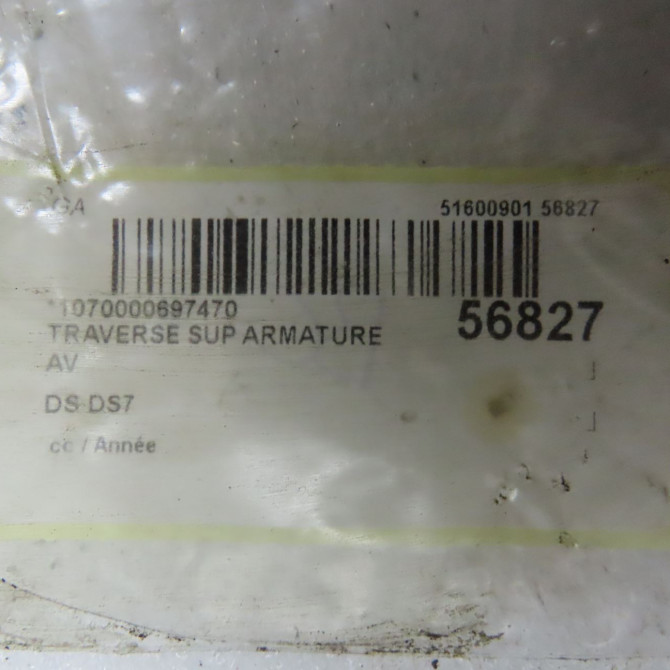 51600901 56827
*1070000697470
56827
TRAVERSE SUP ARMATURE
AV
DS DS7
cc / Année